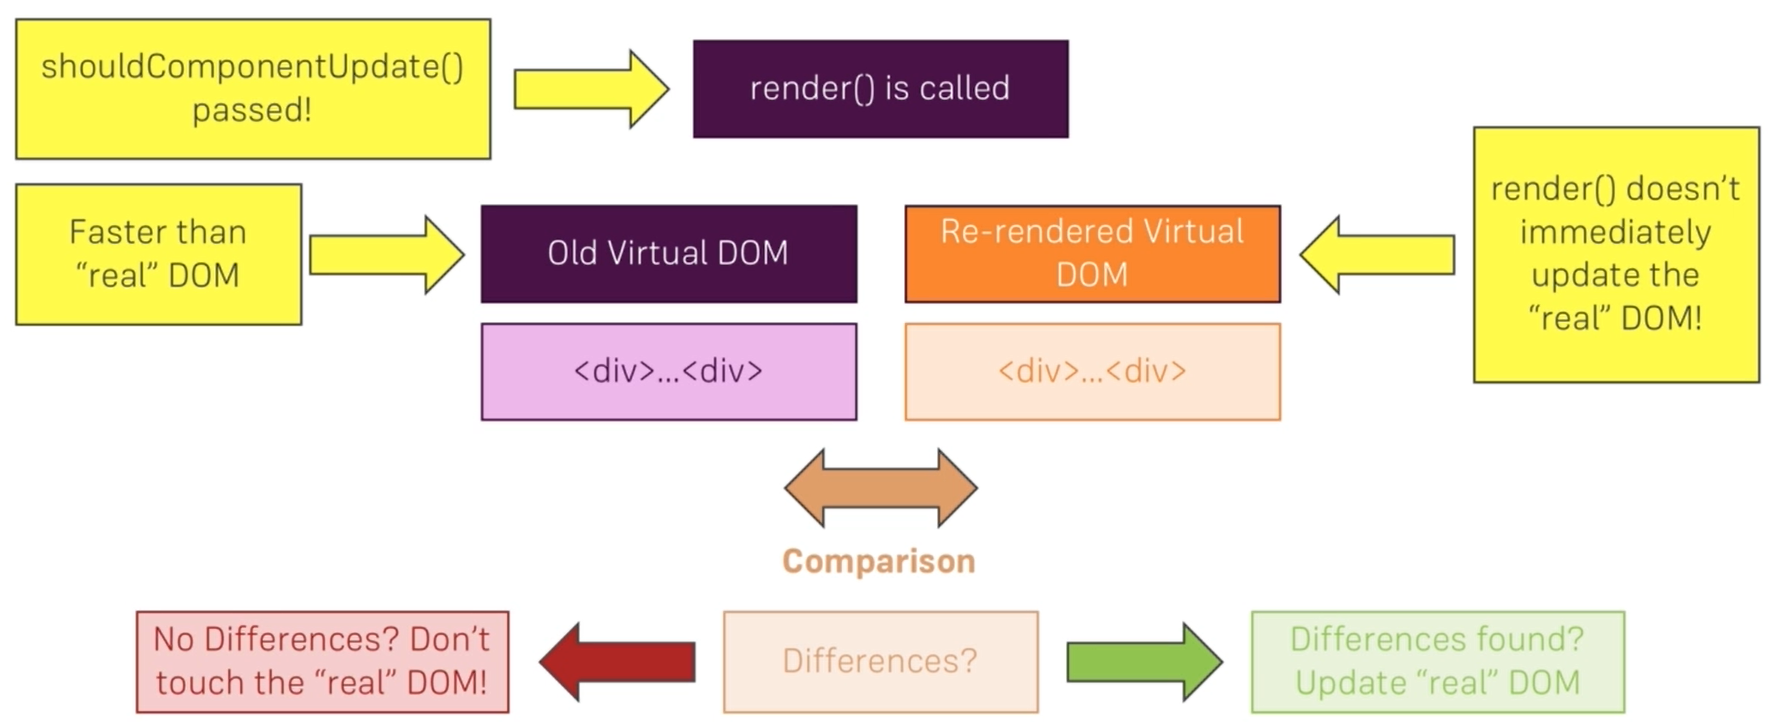 shouldComponentUpdate()
passed!
render() is called
Faster than
“real” DOM
Old Virtual DOM
Re-rendered Virtual
DOM
render() doesn’t
immediately
update the
“real” DOM!
<div>...<div>
<div>...<div>
Comparison
No Differences? Don’t
touch the “real” DOM!
Differences?
Differences found?
Update “real” DOM